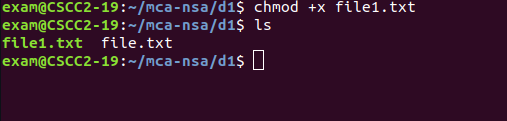 exam@CSCC2-19:~/mca-nsa/d1$ chmod +x file1.txt
exam@CSCC2-19:~/mca-nsa/d1$ ls
file1.txt  file.txt
exam@CSCC2-19:~/mca-nsa/d1$